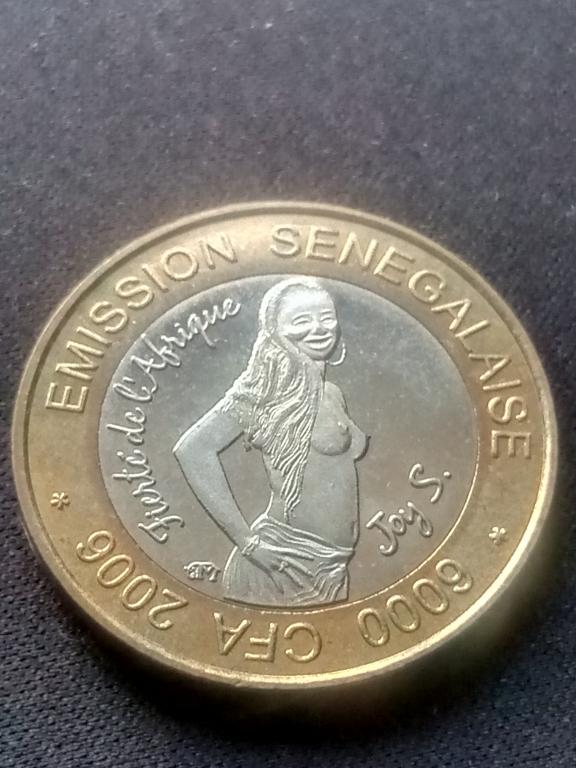 EMISSION SENEGALAISE
Fierté de l'Afrique
Joy S.
6000 CFA 2006